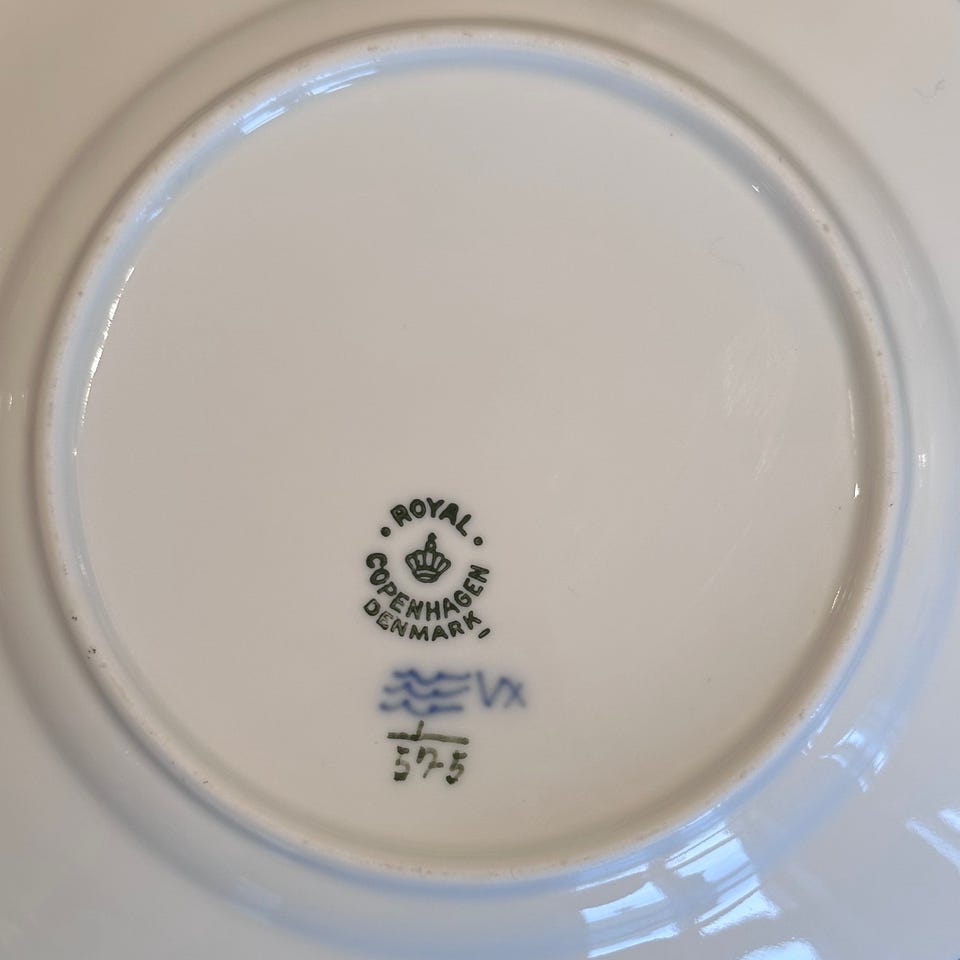 ROYAL
COPENHAGEN
DENMARK
VX
1
575